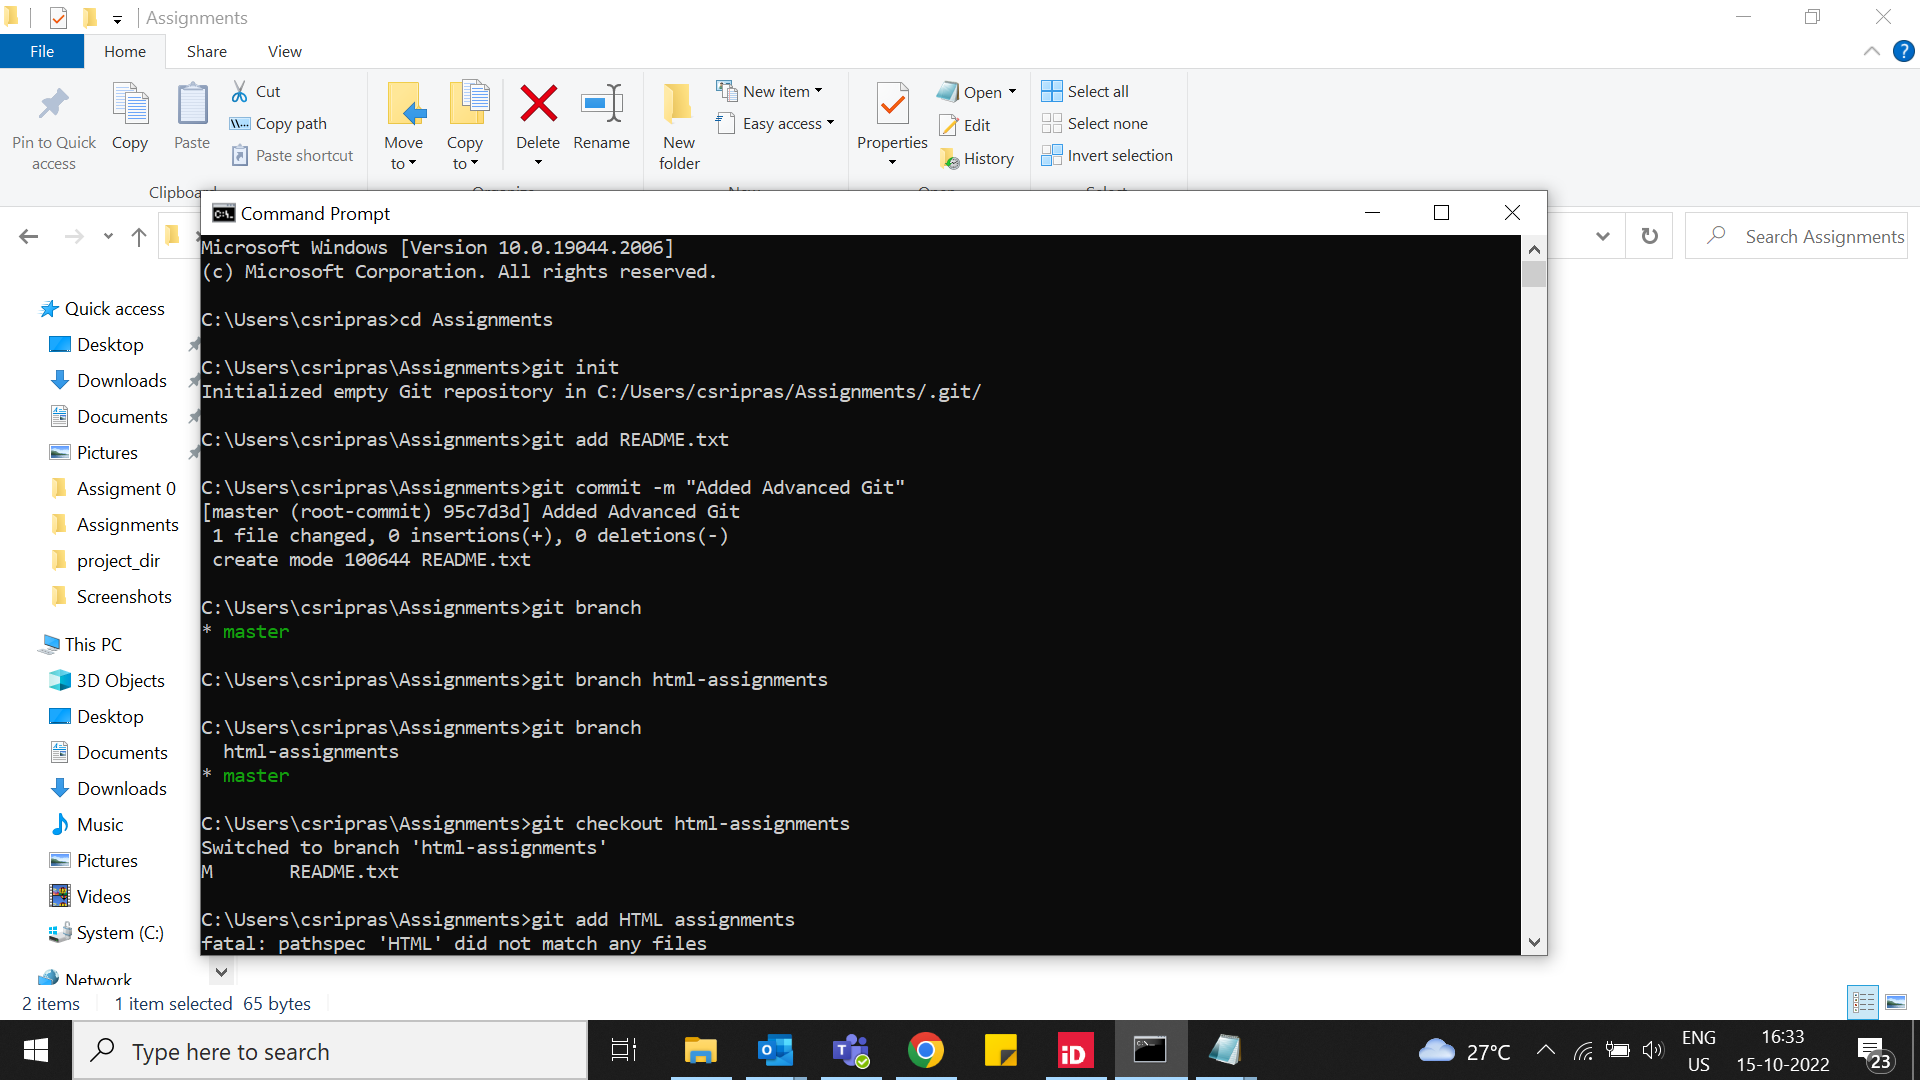 Assignments
File Home Share View
Pin to Quick access
Copy
Paste
Cut
Copy path
Paste shortcut
Move to
Copy to
Delete
Rename
New folder
New item
Easy access
Properties
Open
Edit
History
Select all
Select none
Invert selection
Search Assignments
Command Prompt
Microsoft Windows [Version 10.0.19044.2006]
(c) Microsoft Corporation. All rights reserved.
C:\Users\csripras>cd Assignments
C:\Users\csripras\Assignments>git init
Initialized empty Git repository in C:/Users/csripras/Assignments/.git/
C:\Users\csripras\Assignments>git add README.txt
C:\Users\csripras\Assignments>git commit -m "Added Advanced Git"
[master (root-commit) 95c7d3d] Added Advanced Git
 1 file changed, 0 insertions(+), 0 deletions(-)
 create mode 100644 README.txt
C:\Users\csripras\Assignments>git branch
* master
C:\Users\csripras\Assignments>git branch html-assignments
C:\Users\csripras\Assignments>git branch
  html-assignments
* master
C:\Users\csripras\Assignments>git checkout html-assignments
Switched to branch 'html-assignments'
M       README.txt
C:\Users\csripras\Assignments>git add HTML assignments
fatal: pathspec 'HTML' did not match any files
Quick access
Desktop
Downloads
Documents
Pictures
Assigment 0
Assignments
project_dir
Screenshots
This PC
3D Objects
Desktop
Documents
Downloads
Music
Pictures
Videos
System (C:)
Network
2 items 1 item selected 65 bytes
Type here to search
27°C
ENG
US
16:33
15-10-2022
23